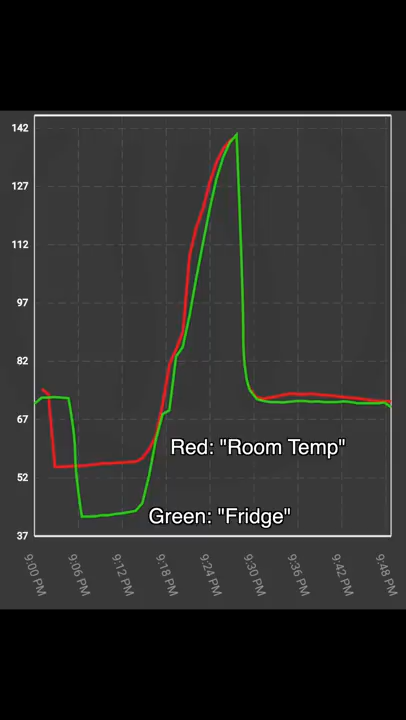 142
127
112
97
82
67
52
37
Red: "Room Temp"
Green: "Fridge"
9:00 PM
9:06 PM
9:12 PM
9:18 PM
9:24 PM
9:30 PM
9:36 PM
9:42 PM
9:48 PM